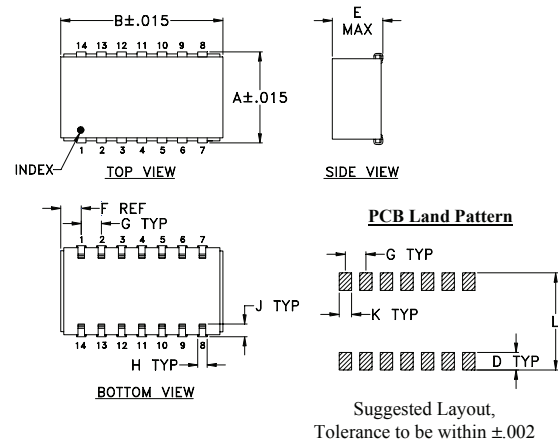 B±.015
E
MAX
14 13 12 11 10 9 8
A±.015
INDEX
1 2 3 4 5 6 7
TOP VIEW
SIDE VIEW
F REF
G TYP
1 2 3 4 5 6 7
J TYP
14 13 12 11 10 9 8
H TYP
BOTTOM VIEW
PCB Land Pattern
G TYP
K TYP
L
D TYP
Suggested Layout,
Tolerance to be within ±.002